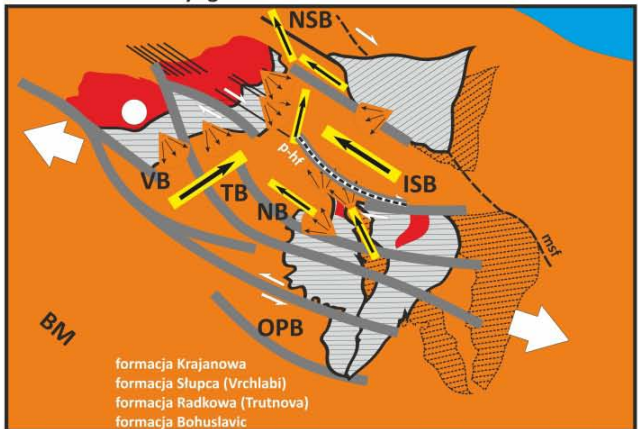 NSB
p-hf
VB
TB
ISB
NB
msf
BM
OPB
formacja Krajanowa
formacja Słupca (Vrchlabi)
formacja Radkowa (Trutnova)
formacja Bohuslavic